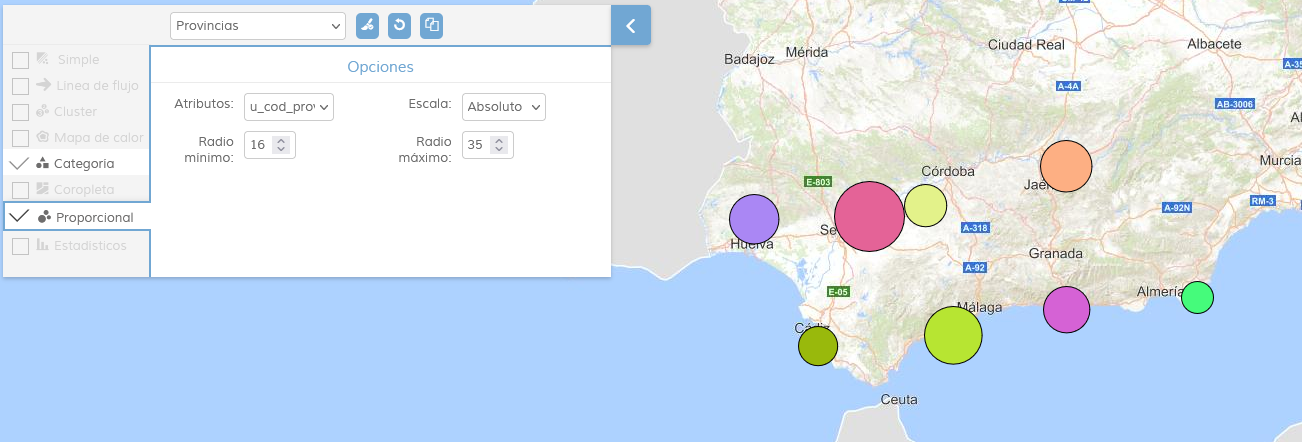 Provincias
Opciones
Simple
Línea de flujo
Cluster
Mapa de calor
Categoría
Coropleta
Proporcional
Estadísticos
Atributos:
u_cod_prov
Escala:
Absoluto
Radio
mínimo:
16
Radio
máximo:
35
Ciudad Real
Albacete
Mérida
Badajoz
A-35
A-4A
AB-3006
Murcia
Córdoba
E-803
Jaén
RM-3
A-92N
A-318
Huelva
Se
Granada
A-92
E-05
Almería
Málaga
Cádiz
Ceuta